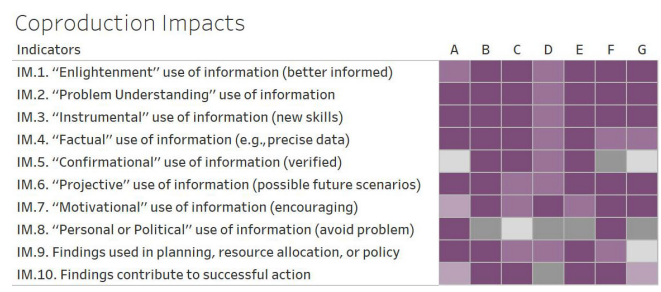 Coproduction Impacts
Indicators A B C D E F G
IM.1. “Enlightenment” use of information (better informed)
IM.2. “Problem Understanding” use of information
IM.3. “Instrumental” use of information (new skills)
IM.4. “Factual” use of information (e.g., precise data)
IM.5. “Confirmational” use of information (verified)
IM.6. “Projective” use of information (possible future scenarios)
IM.7. “Motivational” use of information (encouraging)
IM.8. “Personal or Political” use of information (avoid problem)
IM.9. Findings used in planning, resource allocation, or policy
IM.10. Findings contribute to successful action